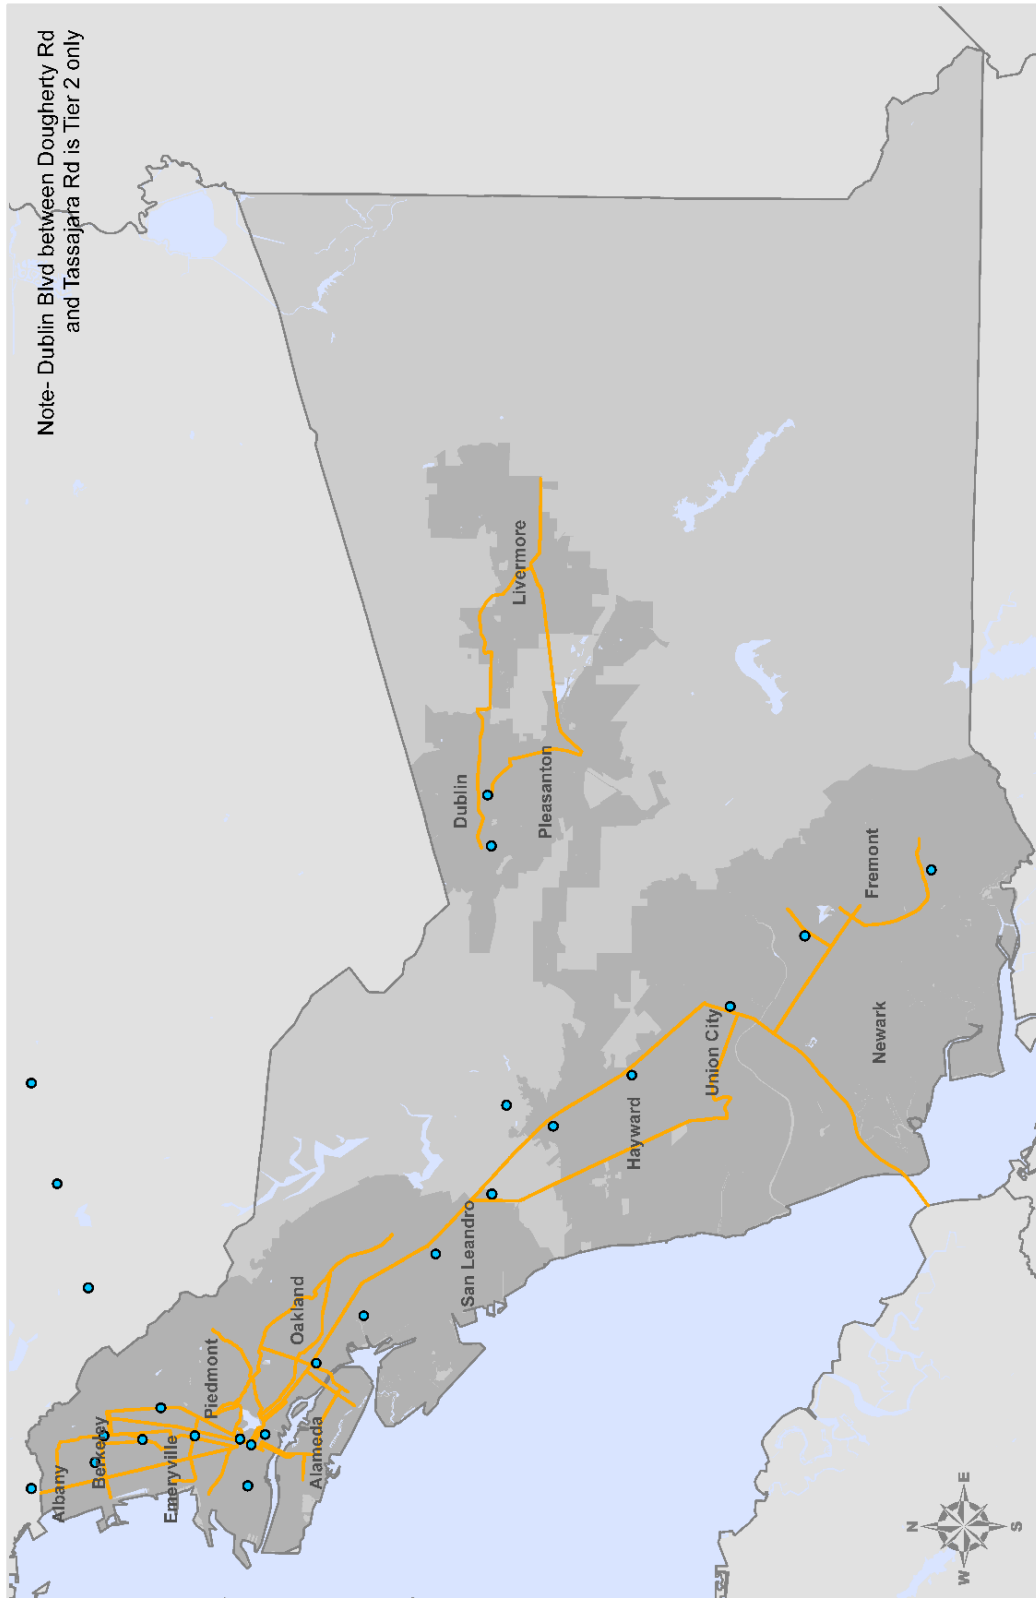 Note- Dublin Blvd between Dougherty Rd
and Tassajara Rd is Tier 2 only
Albany
Berkeley
Emeryville
Piedmont
Oakland
Alameda
San Leandro
Hayward
Union City
Newark
Fremont
Dublin
Pleasanton
Livermore
N
E
S
W